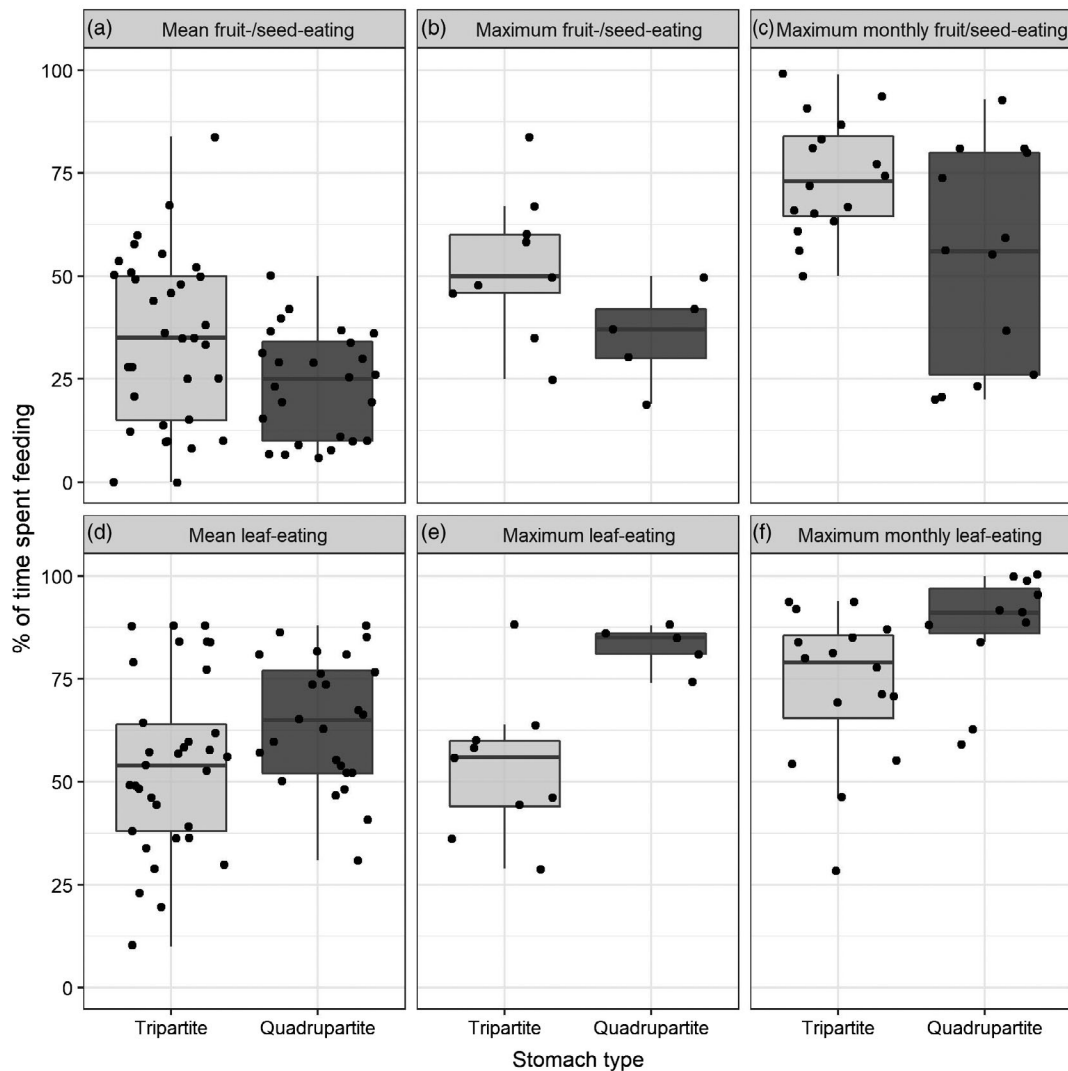 (a) Mean fruit-/seed-eating
(b) Maximum fruit-/seed-eating
(c) Maximum monthly fruit/seed-eating
100
75
50
25
0
(d) Mean leaf-eating
(e) Maximum leaf-eating
(f) Maximum monthly leaf-eating
100
75
50
25
0
% of time spent feeding
Tripartite Quadrupartite
Tripartite Quadrupartite
Tripartite Quadrupartite
Stomach type